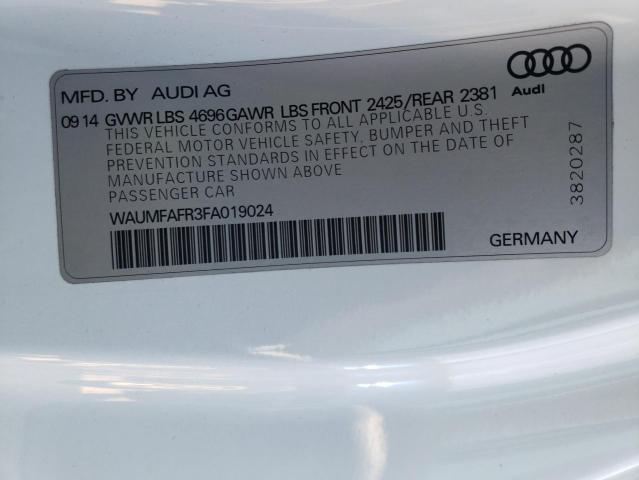 MFD. BY AUDI AG
Audi
09 14 GVWR LBS 4696 GAWR LBS FRONT 2425/REAR 2381
THIS VEHICLE CONFORMS TO ALL APPLICABLE U.S.
FEDERAL MOTOR VEHICLE SAFETY, BUMPER AND THEFT
PREVENTION STANDARDS IN EFFECT ON THE DATE OF
MANUFACTURE SHOWN ABOVE
PASSENGER CAR
WAUMFAFR3FA019024
3820287
GERMANY